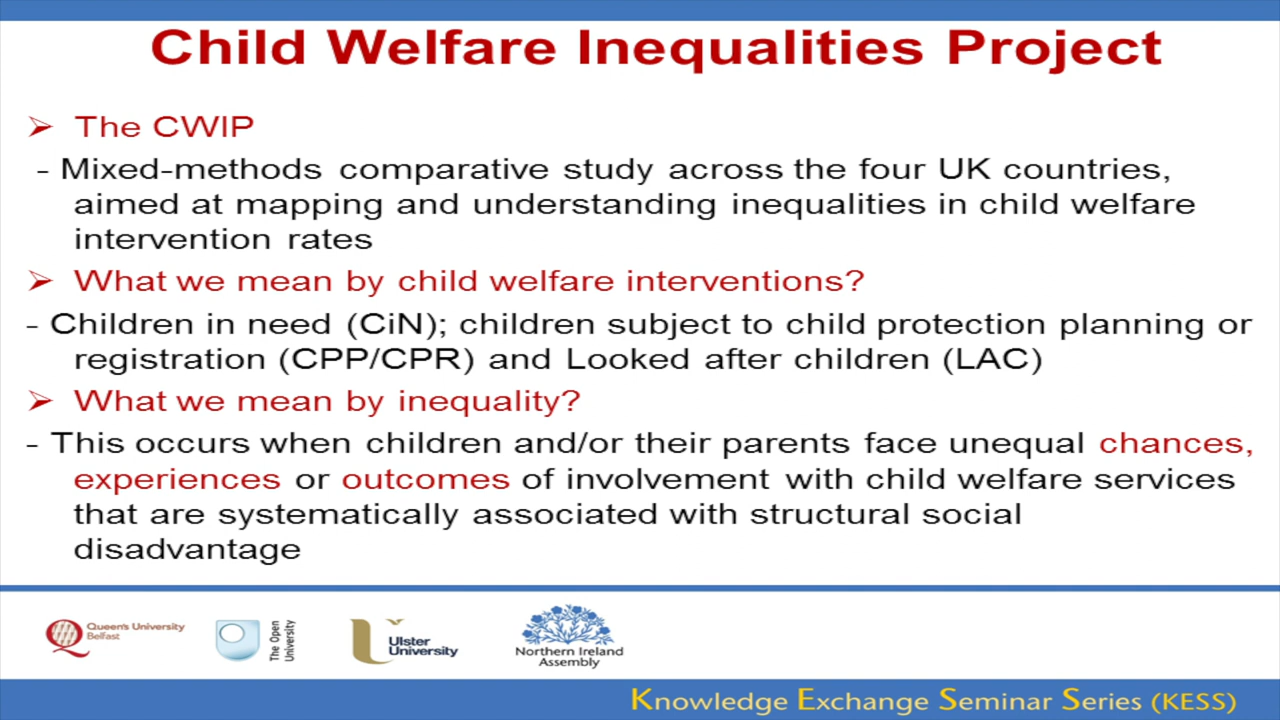 Child Welfare Inequalities Project
➢ The CWIP
- Mixed-methods comparative study across the four UK countries,
aimed at mapping and understanding inequalities in child welfare
intervention rates
➢ What we mean by child welfare interventions?
- Children in need (CiN); children subject to child protection planning or
registration (CPP/CPR) and Looked after children (LAC)
➢ What we mean by inequality?
- This occurs when children and/or their parents face unequal chances,
experiences or outcomes of involvement with child welfare services
that are systematically associated with structural social
disadvantage
Queen's University
Belfast
The Open
University
Ulster
University
Northern Ireland
Assembly
Knowledge Exchange Seminar Series (KESS)